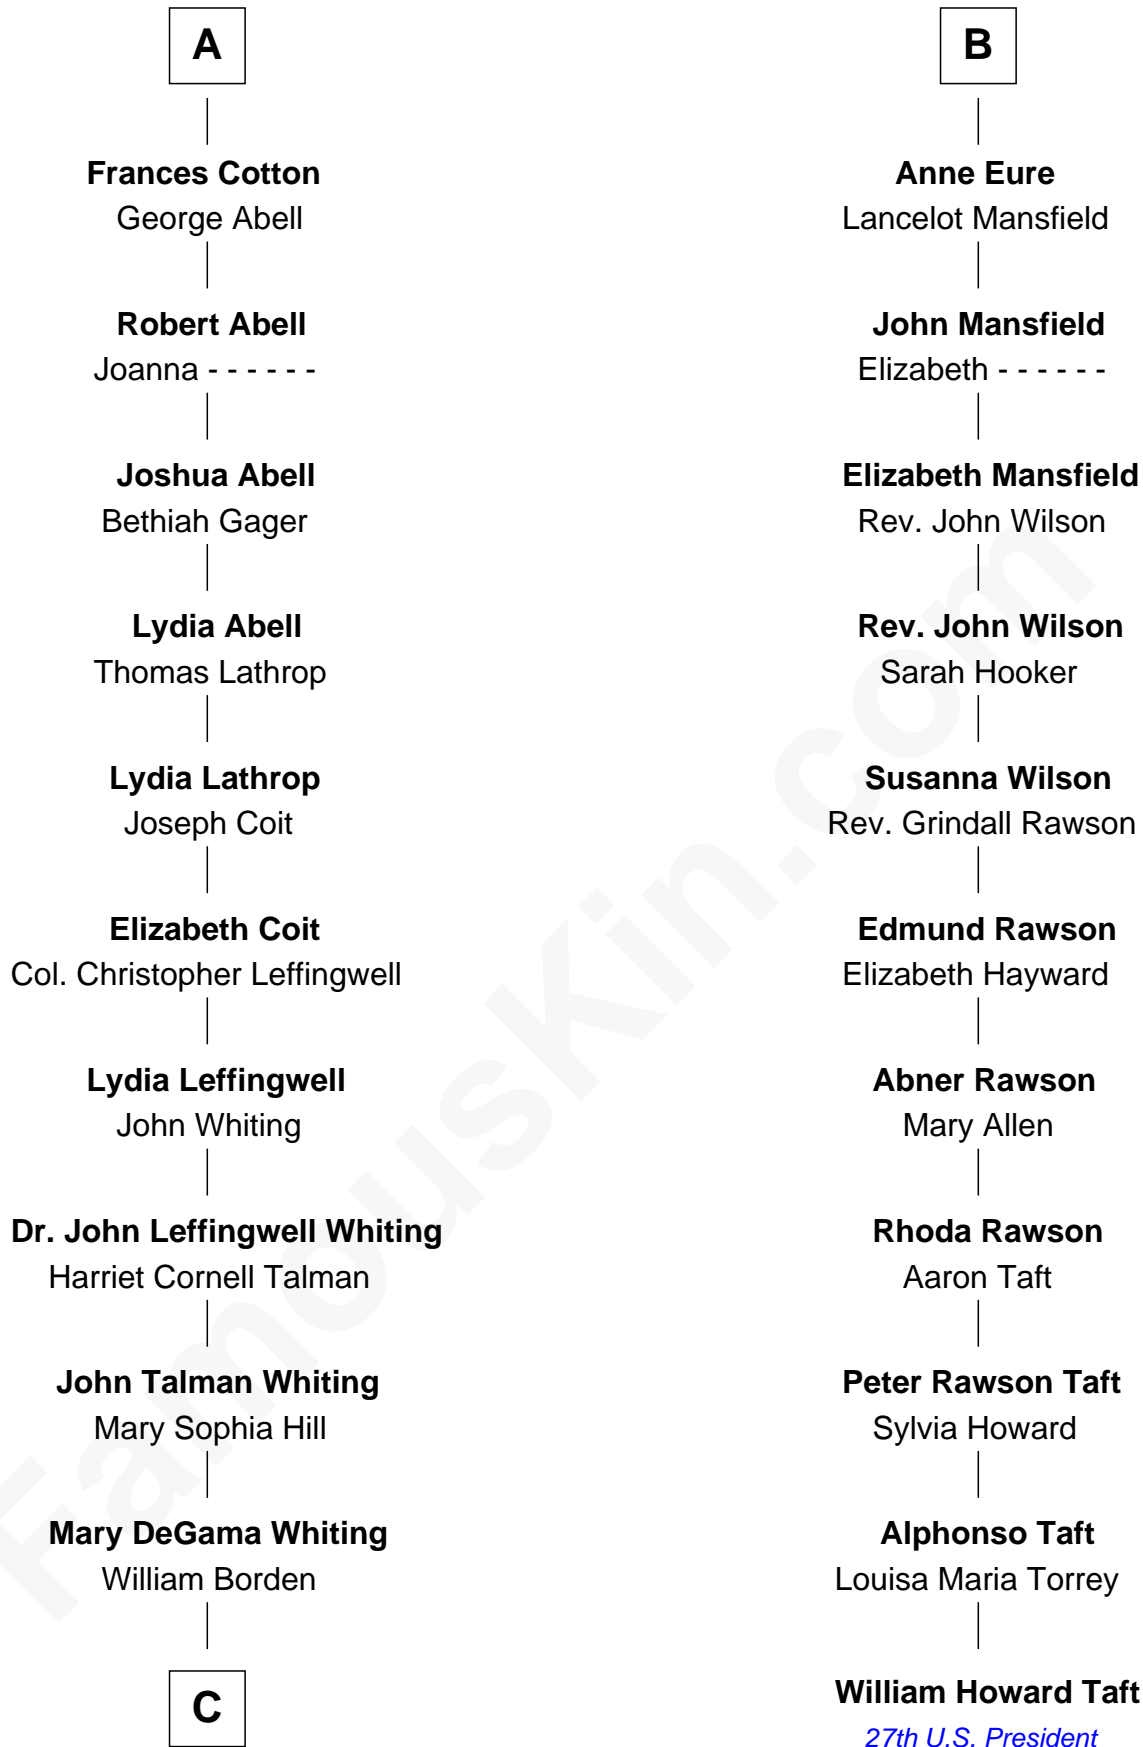 A
Frances Cotton
George Abell
Robert Abell
Joanna - - - - - -
Joshua Abell
Bethiah Gager
Lydia Abell
Thomas Lathrop
Lydia Lathrop
Joseph Coit
Elizabeth Coit
Col. Christopher Leffingwell
Lydia Leffingwell
John Whiting
Dr. John Leffingwell Whiting
Harriet Cornell Talman
John Talman Whiting
Mary Sophia Hill
Mary DeGama Whiting
William Borden
C
B
Anne Eure
Lancelot Mansfield
John Mansfield
Elizabeth - - - - - -
Elizabeth Mansfield
Rev. John Wilson
Rev. John Wilson
Sarah Hooker
Susanna Wilson
Rev. Grindall Rawson
Edmund Rawson
Elizabeth Hayward
Abner Rawson
Mary Allen
Rhoda Rawson
Aaron Taft
Peter Rawson Taft
Sylvia Howard
Alphonso Taft
Louisa Maria Torrey
William Howard Taft
27th U.S. President
FamousKin.com